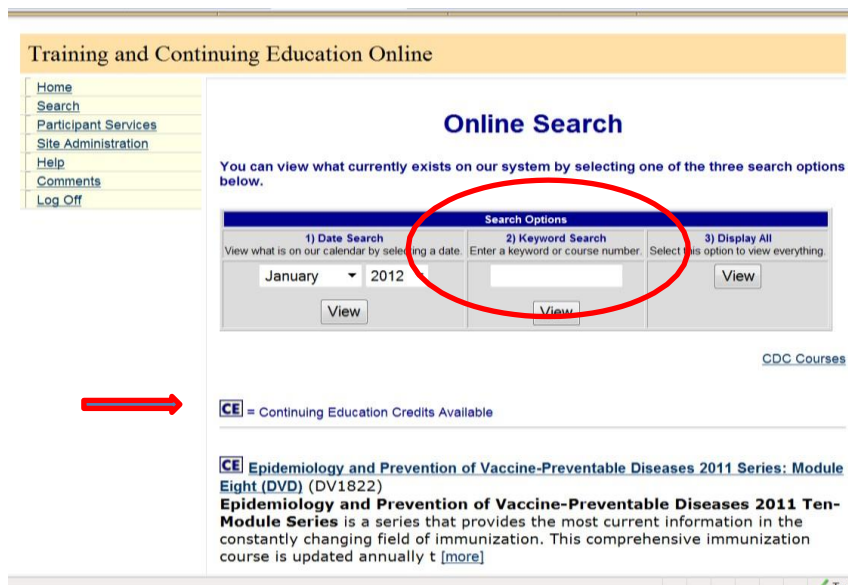 Training and Continuing Education Online
Home
Search
Participant Services
Site Administration
Help
Comments
Log Off
Online Search
You can view what currently exists on our system by selecting one of the three search options
below.
Search Options
1) Date Search
View what is on our calendar by selecting a date.
January 2012
View
2) Keyword Search
Enter a keyword or course number.
View
3) Display All
Select this option to view everything.
View
CDC Courses
CE = Continuing Education Credits Available
CE Epidemiology and Prevention of Vaccine-Preventable Diseases 2011 Series: Module
Eight (DVD) (DV1822)
Epidemiology and Prevention of Vaccine-Preventable Diseases 2011 Ten-
Module Series is a series that provides the most current information in the
constantly changing field of immunization. This comprehensive immunization
course is updated annually t [more]